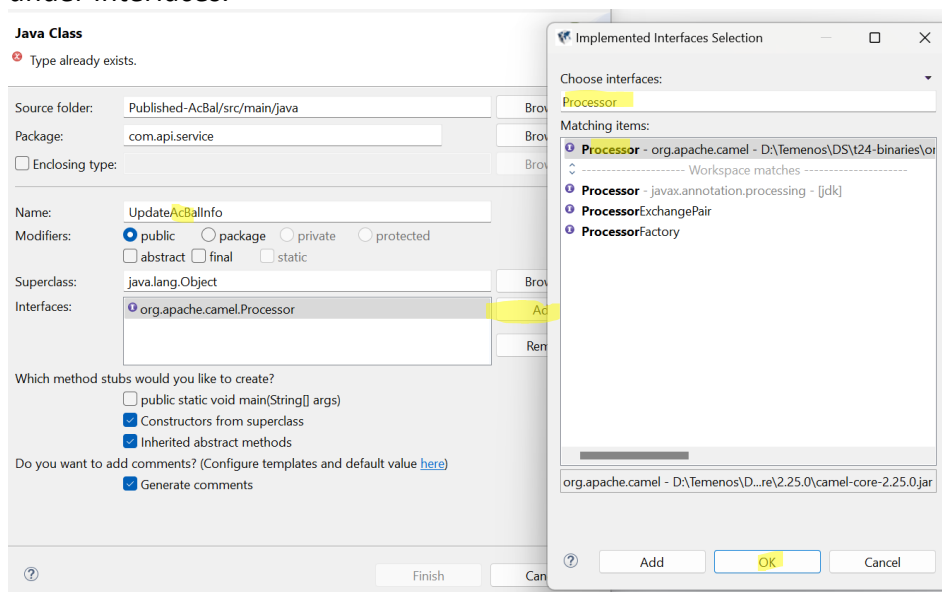 under Interfaces.
Java Class
Type already exists.
Source folder: Published-AcBal/src/main/java
Package: com.api.service
Enclosing type:
Name: UpdateAcBalInfo
Modifiers: public package private protected
abstract final static
Superclass: java.lang.Object
Interfaces: org.apache.camel.Processor
Which method stubs would you like to create?
public static void main(String[] args)
Constructors from superclass
Inherited abstract methods
Do you want to add comments? (Configure templates and default value here)
Generate comments
Finish
Implemented Interfaces Selection
Choose interfaces:
Processor
Matching items:
Processor - org.apache.camel - D:\Temenos\DS\t24-binaries\or
Workspace matches
Processor - javax.annotation.processing - [jdk]
ProcessorExchangePair
ProcessorFactory
org.apache.camel - D:\Temenos\D...re\2.25.0\camel-core-2.25.0.jar
Add OK Cancel